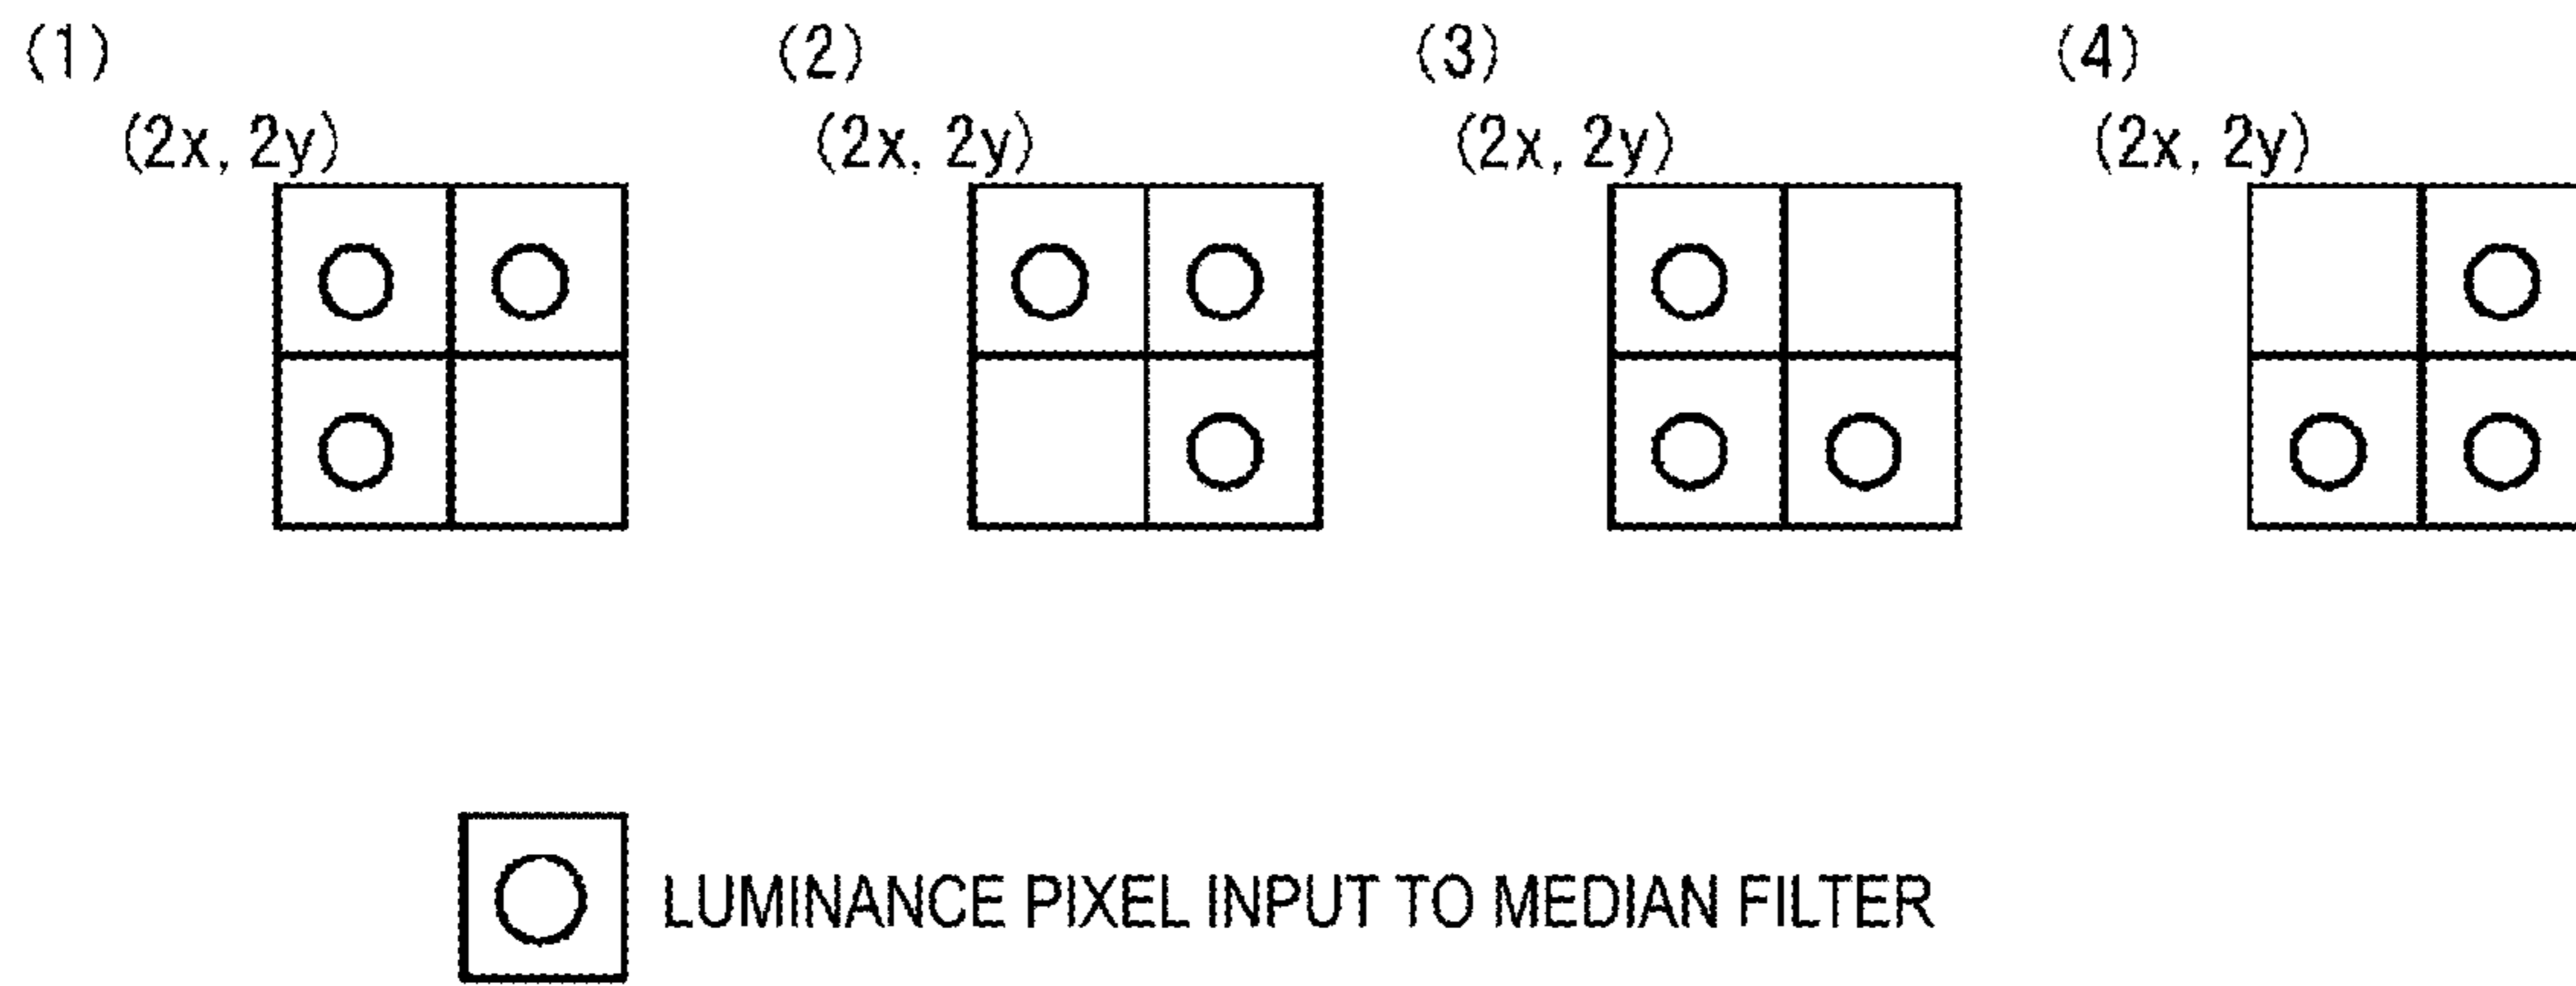 (1) (2) (3) (4)
(2x, 2y) (2x, 2y) (2x, 2y) (2x, 2y)
LUMINANCE PIXEL INPUT TO MEDIAN FILTER